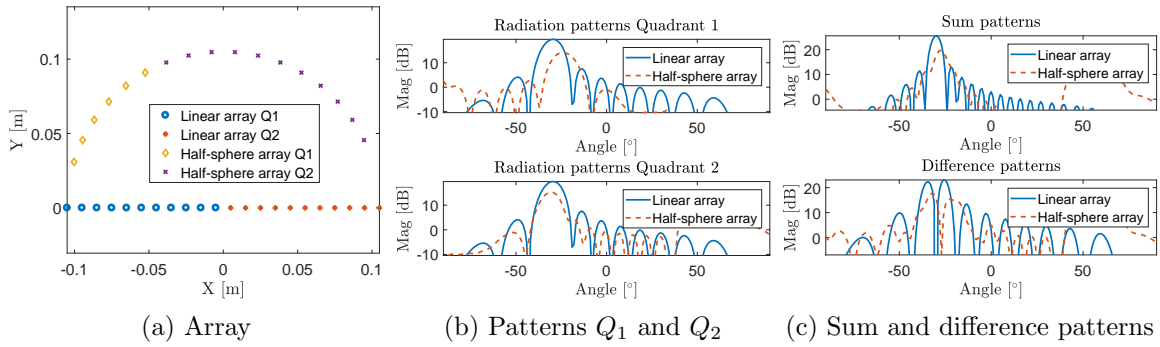 Y [m]
0.1
0.05
0
-0.1
-0.05
0
0.05
0.1
X [m]
Linear array Q1
Linear array Q2
Half-sphere array Q1
Half-sphere array Q2
(a) Array
Radiation patterns Quadrant 1
Mag [dB]
10
0
-10
Linear array
Half-sphere array
-50
0
50
Angle [°]
Radiation patterns Quadrant 2
Mag [dB]
10
0
-10
Linear array
Half-sphere array
-50
0
50
Angle [°]
(b) Patterns Q1 and Q2
Sum patterns
Mag [dB]
20
10
0
Linear array
Half-sphere array
-50
0
50
Angle [°]
Difference patterns
Mag [dB]
20
10
0
Linear array
Half-sphere array
-50
0
50
Angle [°]
(c) Sum and difference patterns